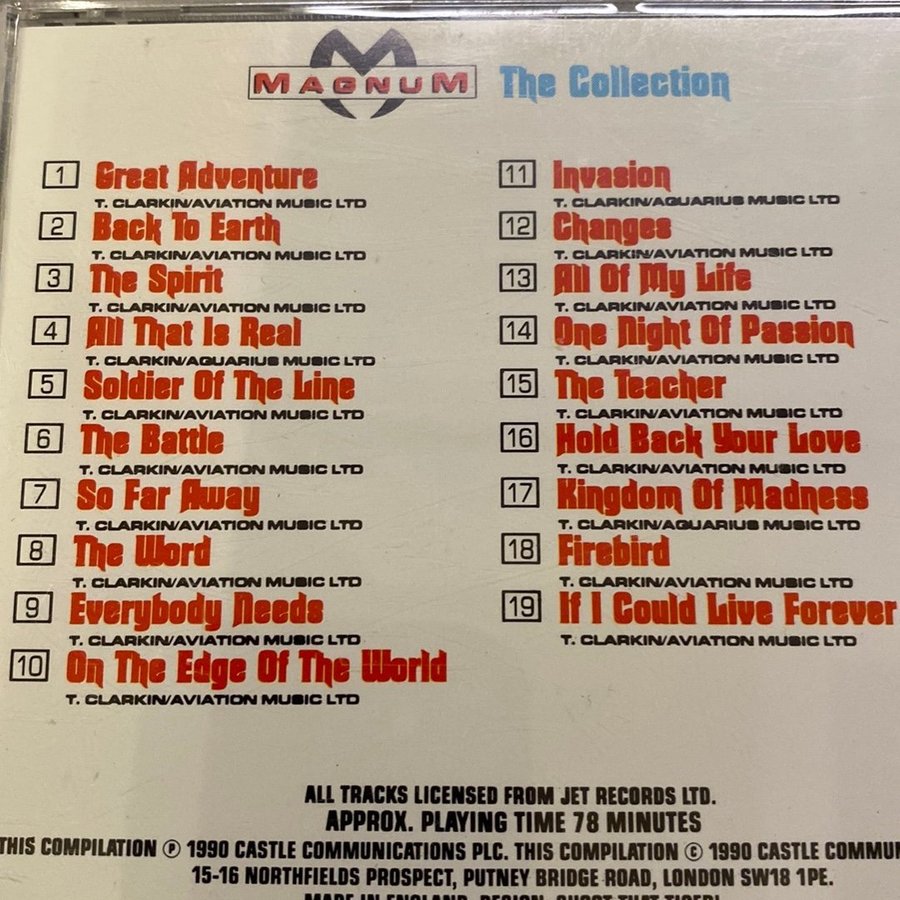 MAGNUM The Collection
1 Great Adventure
T. CLARKIN/AVIATION MUSIC LTD
2 Back To Earth
T. CLARKIN/AVIATION MUSIC LTD
3 The Spirit
T. CLARKIN/AVIATION MUSIC LTD
4 All That Is Real
T. CLARKIN/AQUARIUS MUSIC LTD
5 Soldier Of The Line
T. CLARKIN/AVIATION MUSIC LTD
6 The Battle
T. CLARKIN/AVIATION MUSIC LTD
7 So Far Away
T. CLARKIN/AVIATION MUSIC LTD
8 The Word
T. CLARKIN/AVIATION MUSIC LTD
9 Everybody Needs
T. CLARKIN/AVIATION MUSIC LTD
10 On The Edge Of The World
T. CLARKIN/AVIATION MUSIC LTD
11 Invasion
T. CLARKIN/AQUARIUS MUSIC LTD
12 Changes
T. CLARKIN/AVIATION MUSIC LTD
13 All Of My Life
T. CLARKIN/AVIATION MUSIC LTD
14 One Night Of Passion
T. CLARKIN/AVIATION MUSIC LTD
15 The Teacher
T. CLARKIN/AVIATION MUSIC LTD
16 Hold Back Your Love
T. CLARKIN/AVIATION MUSIC LTD
17 Kingdom Of Madness
T. CLARKIN/AQUARIUS MUSIC LTD
18 Firebird
T. CLARKIN/AVIATION MUSIC LTD
19 If I Could Live Forever
T. CLARKIN/AVIATION MUSIC LTD
ALL TRACKS LICENSED FROM JET RECORDS LTD.
APPROX. PLAYING TIME 78 MINUTES
THIS COMPILATION ℗ 1990 CASTLE COMMUNICATIONS PLC. THIS COMPILATION © 1990 CASTLE COMMUN
15-16 NORTHFIELDS PROSPECT, PUTNEY BRIDGE ROAD, LONDON SW18 1PE.
MADE IN ENGLAND. DESIGN: SHOOT THAT TIGER!